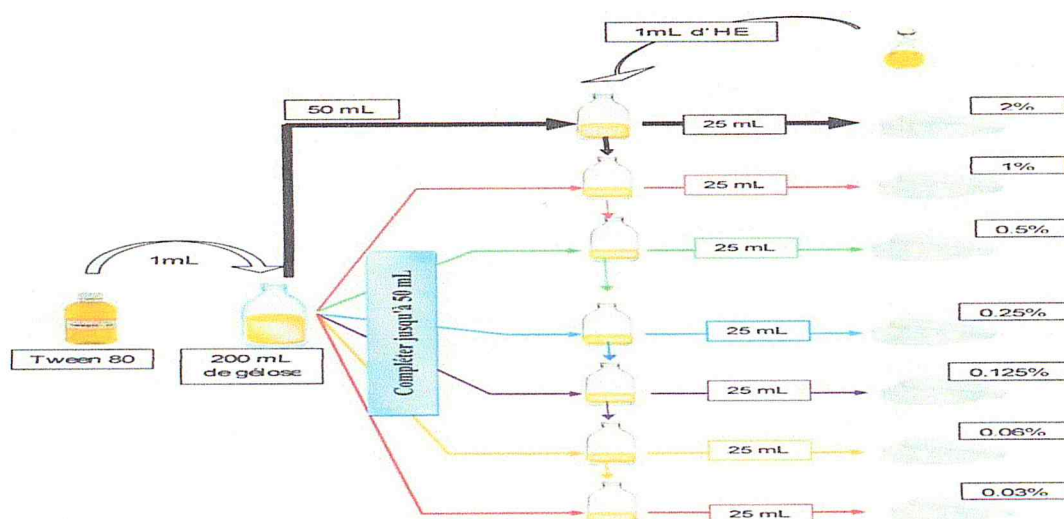 1mL d'HE
50 mL
25 mL
2%
25 mL
1%
25 mL
0.5%
1mL
Compléter jusqu'à 50 mL
Tween 80
200 mL
de gélose
25 mL
0.25%
25 mL
0.125%
25 mL
0.06%
25 mL
0.03%